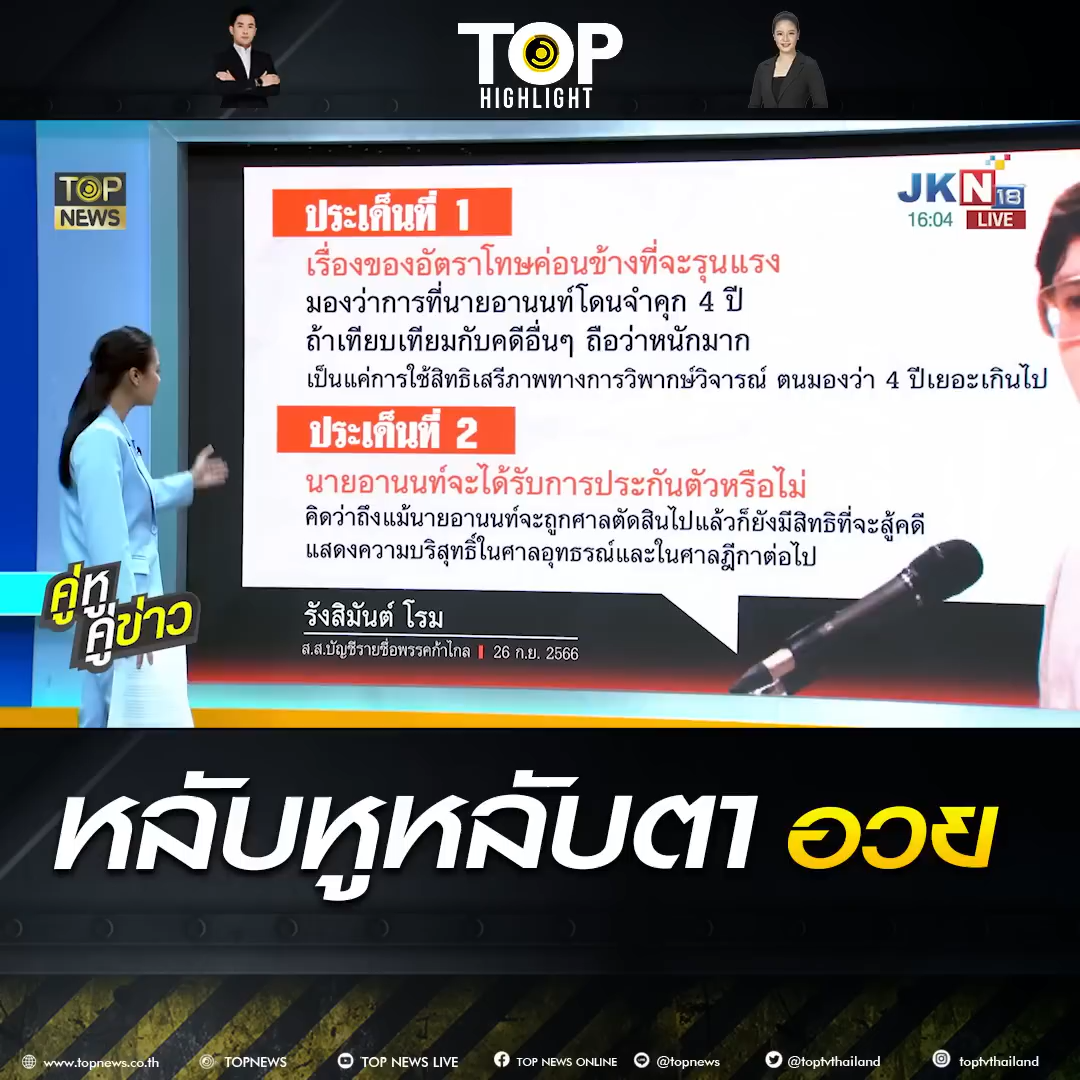 TOP
HIGHLIGHT
TOP
NEWS
JKN18
16:04 LIVE
ประเด็นที่ 1
เรื่องของอัตราโทษค่อนข้างที่จะรุนแรง
มองว่าการที่นายอานนท์โดนจำคุก 4 ปี
ถ้าเทียบเทียมกับคดีอื่นๆ ถือว่าหนักมาก
เป็นแค่การใช้สิทธิเสรีภาพทางการวิพากษ์วิจารณ์ ตนมองว่า 4 ปีเยอะเกินไป
ประเด็นที่ 2
นายอานนท์จะได้รับการประกันตัวหรือไม่
คิดว่าถึงแม้นายอานนท์จะถูกศาลตัดสินไปแล้วก็ยังมีสิทธิที่จะสู้คดี
แสดงความบริสุทธิ์ในศาลอุทธรณ์และในศาลฎีกาต่อไป
คู่หู
คู่ข่าว
รังสิมันต์ โรม
ส.ส.บัญชีรายชื่อพรรคก้าไกล 26 ก.ย. 2566
หลับหูหลับตา อวย
www.topnews.co.th TOPNEWS TOP NEWS LIVE TOP NEWS ONLINE @topnews @toptvthailand toptvthailand